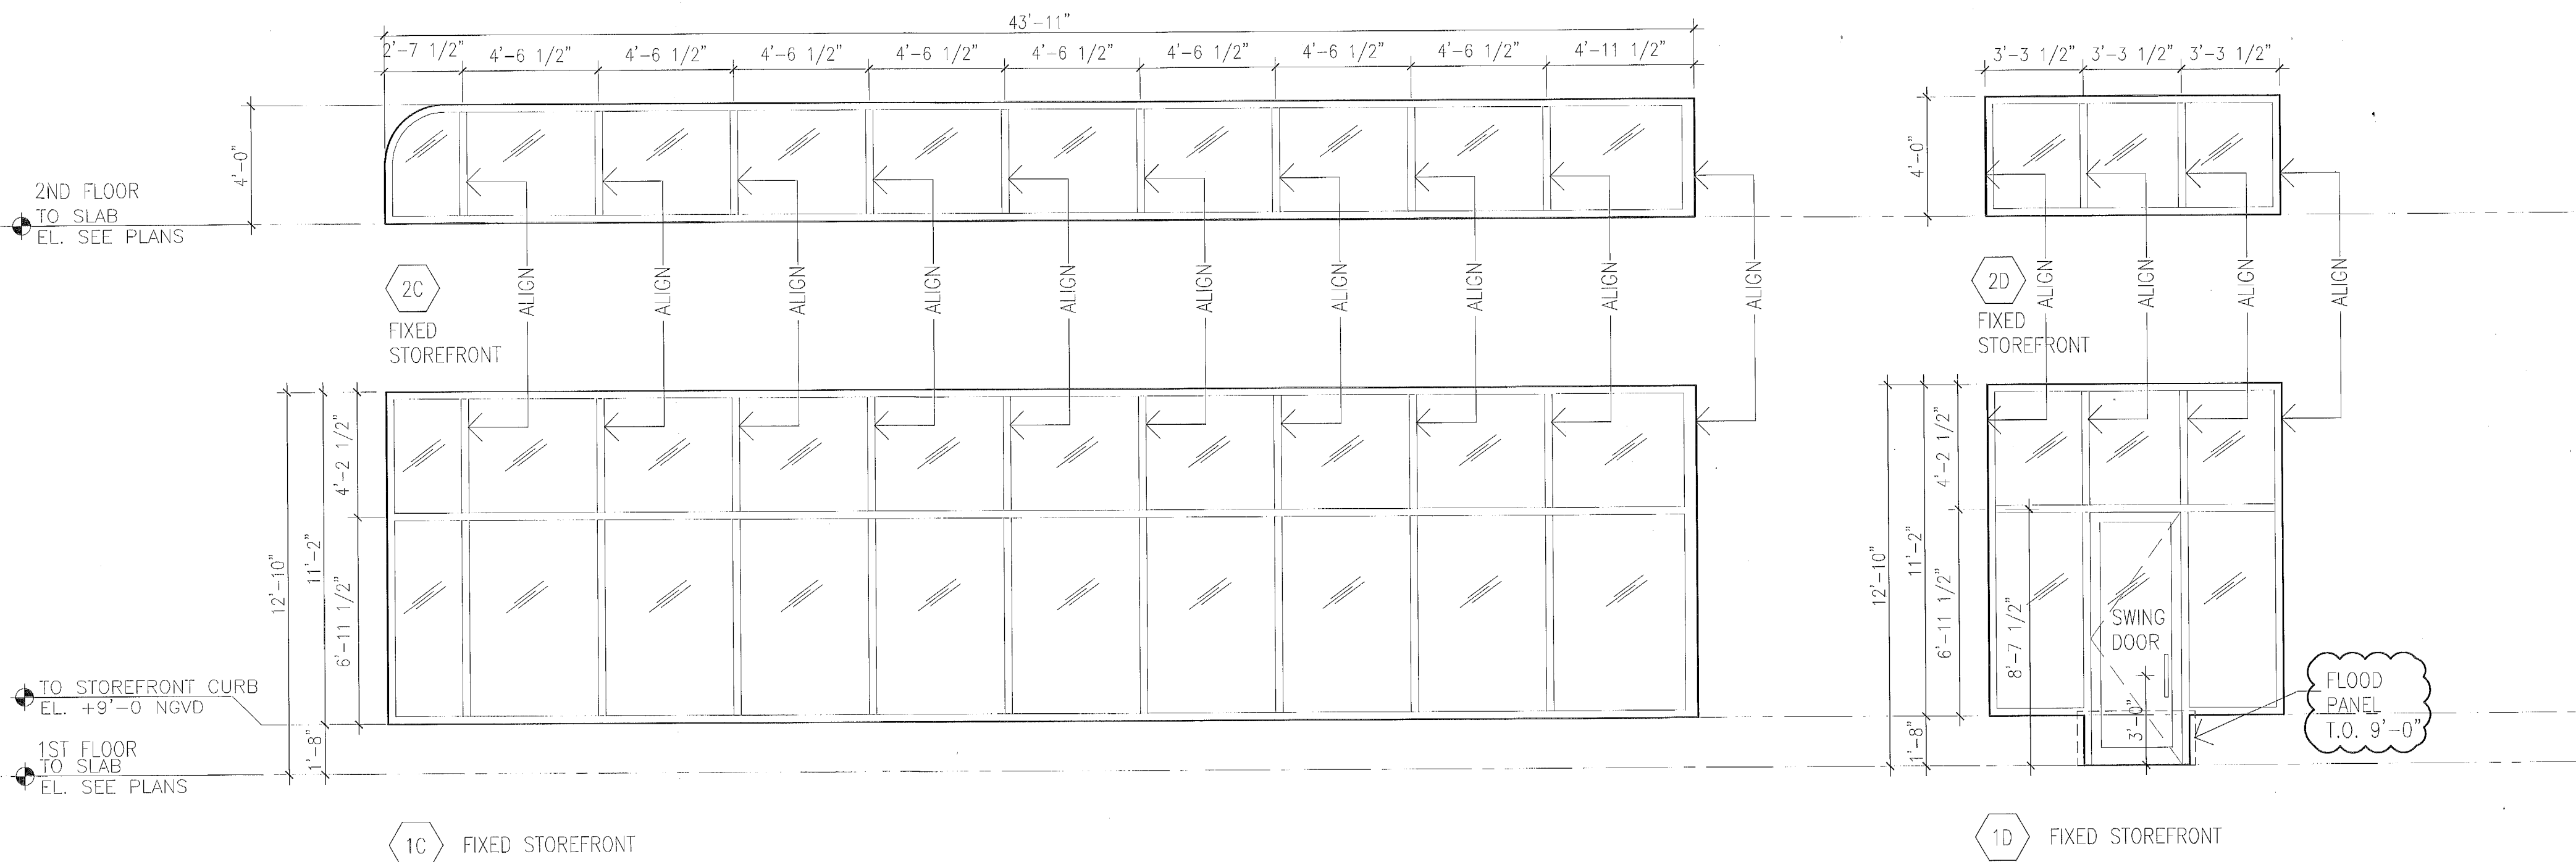 43'-11"
2'-7 1/2" 4'-6 1/2" 4'-6 1/2" 4'-6 1/2" 4'-6 1/2" 4'-6 1/2" 4'-6 1/2" 4'-6 1/2" 4'-6 1/2" 4'-11 1/2"
3'-3 1/2" 3'-3 1/2" 3'-3 1/2"
4'-0"
4'-0"
2ND FLOOR
TO SLAB
EL. SEE PLANS
2C
FIXED
STOREFRONT
ALIGN ALIGN ALIGN ALIGN ALIGN ALIGN ALIGN ALIGN ALIGN ALIGN
2D
FIXED
STOREFRONT
ALIGN ALIGN ALIGN ALIGN
12'-10"
11'-2"
4'-2 1/2"
6'-11 1/2"
1'-8"
TO STOREFRONT CURB
EL. +9'-0 NGVD
1ST FLOOR
TO SLAB
EL. SEE PLANS
12'-10"
11'-2"
4'-2 1/2"
6'-11 1/2"
8'-7 1/2"
1'-8"
3'-0"
SWING
DOOR
FLOOD
PANEL
T.O. 9'-0"
1C FIXED STOREFRONT
1D FIXED STOREFRONT